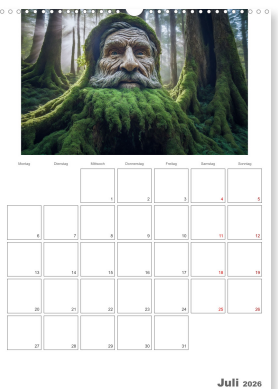 Montag Dienstag Mittwoch Donnerstag Freitag Samstag Sonntag
1 2 3 4 5
6 7 8 9 10 11 12
13 14 15 16 17 18 19
20 21 22 23 24 25 26
27 28 29 30 31
Juli 2026